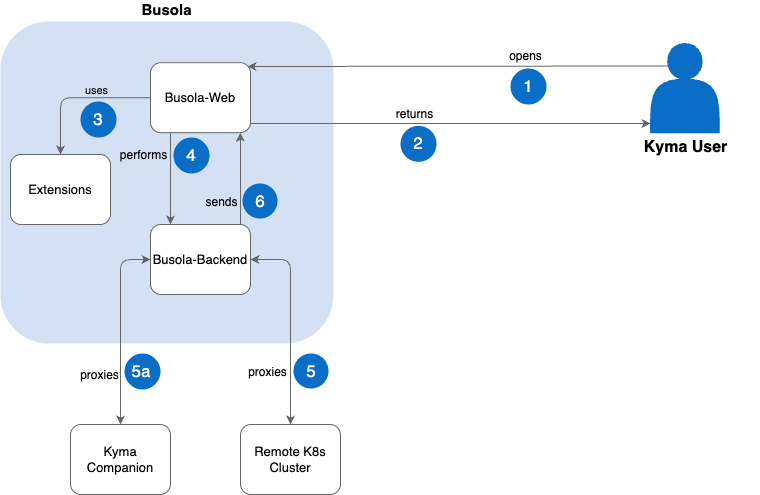 Busola
opens
1
Kyma User
Busola-Web
returns
2
uses
3
performs
4
Extensions
sends
6
Busola-Backend
proxies
5a
proxies
5
Kyma
Companion
Remote K8s
Cluster